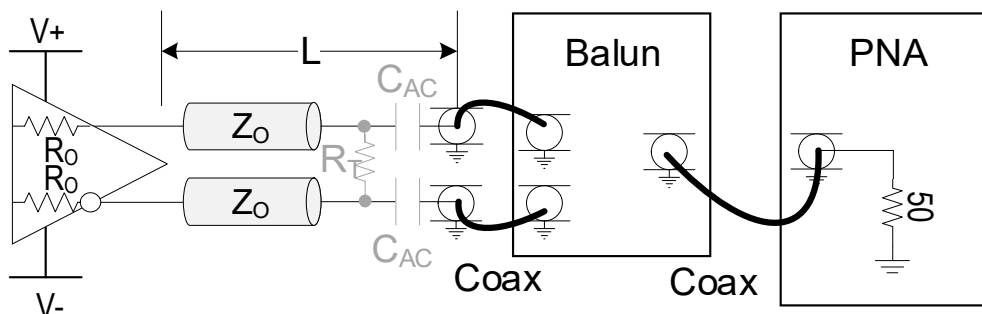 V+
L
Balun
PNA
C_AC
Z_O
R_O
R_O
R_T
Z_O
50
C_AC
Coax
Coax
V-